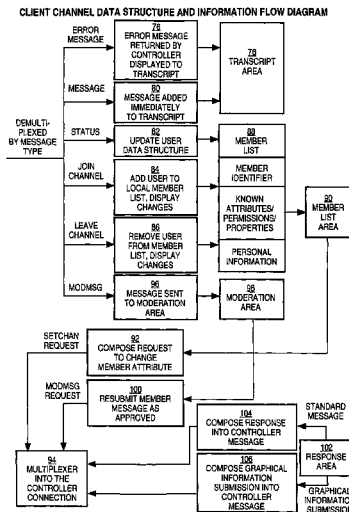 CLIENT CHANNEL DATA STRUCTURE AND INFORMATION FLOW DIAGRAM
ERROR
MESSAGE
76
ERROR MESSAGE
RETURNED BY
CONTROLLER
DISPLAYED TO
TRANSCRIPT
78
TRANSCRIPT
AREA
MESSAGE
80
MESSAGE ADDED
IMMEDIATELY
TO TRANSCRIPT
DEMULTI-
PLEXED
BY MESSAGE
TYPE
STATUS
82
UPDATE USER
DATA STRUCTURE
88
MEMBER
LIST
JOIN
CHANNEL
84
ADD USER TO
LOCAL MEMBER
LIST, DISPLAY
CHANGES
MEMBER
IDENTIFIER
KNOWN
ATTRIBUTES/
PERMISSIONS/
PROPERTIES
90
MEMBER
LIST AREA
LEAVE
CHANNEL
86
REMOVE USER
FROM MEMBER
LIST, DISPLAY
CHANGES
PERSONAL
INFORMATION
MODMSG
96
MESSAGE SENT
TO MODERATION
AREA
98
MODERATION
AREA
SETCHAN
REQUEST
92
COMPOSE REQUEST
TO CHANGE
MEMBER ATTRIBUTE
MODMSG
REQUEST
100
RESUBMIT MEMBER
MESSAGE AS
APPROVED
104
COMPOSE RESPONSE
INTO CONTROLLER
MESSAGE
STANDARD
MESSAGE
94
MULTIPLEXER
INTO THE
CONTROLLER
CONNECTION
106
COMPOSE GRAPHICAL
INFORMATION
SUBMISSION INTO
CONTROLLER
MESSAGE
102
RESPONSE
AREA
GRAPHICAL
INFORMATION
SUBMISSION